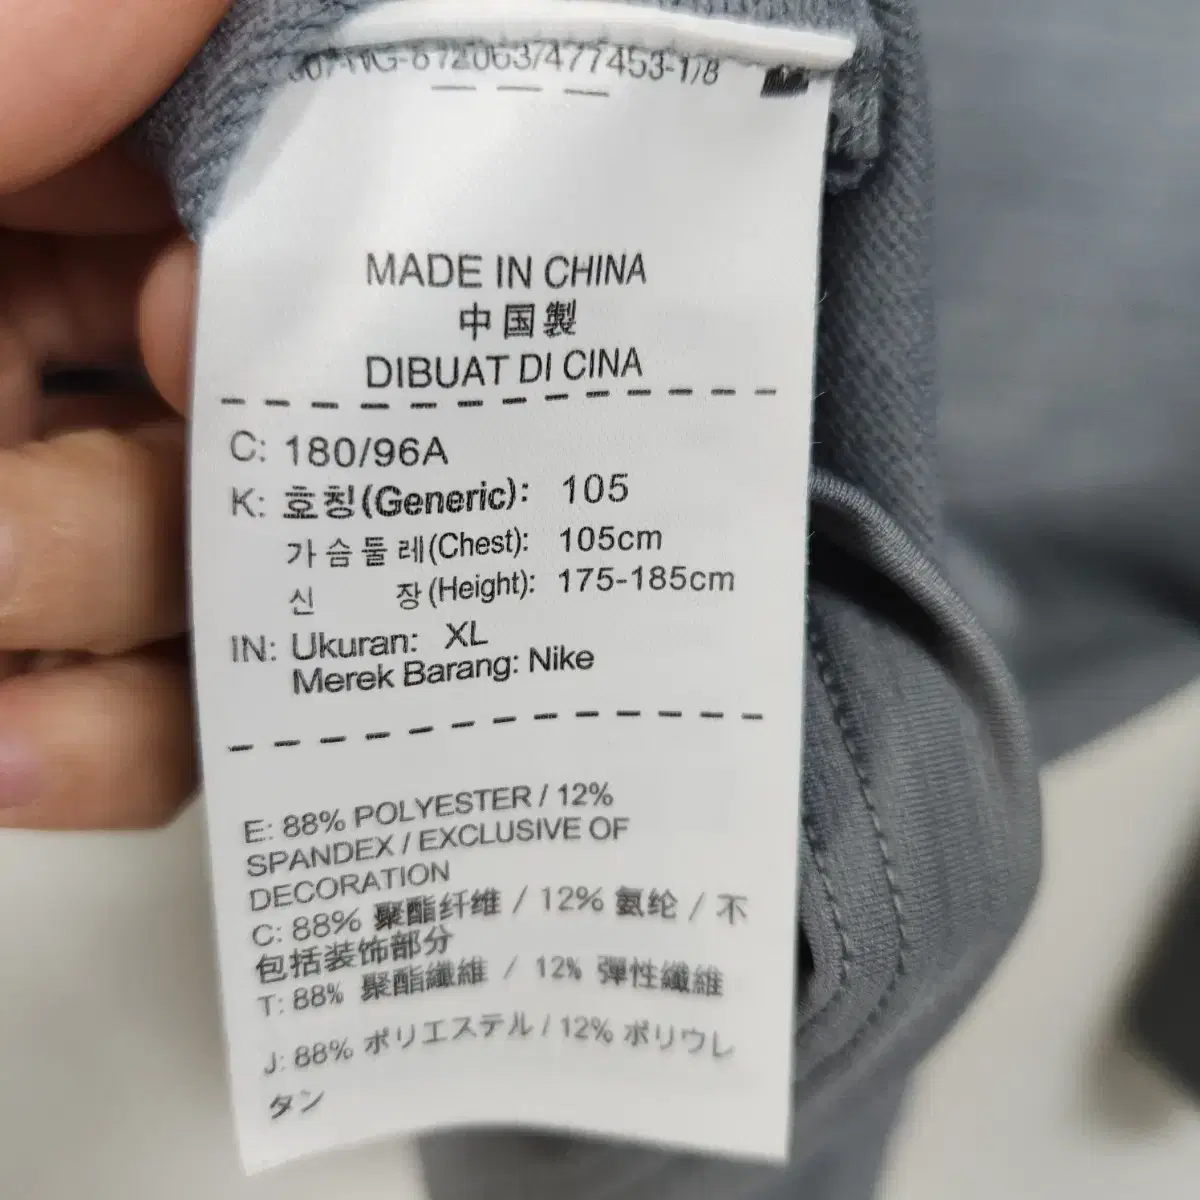 -672063/477453-1/8
MADE IN CHINA
中国製
DIBUAT DI CINA
C: 180/96A
K: 호칭(Generic): 105
가슴둘레(Chest): 105cm
신 장(Height): 175-185cm
IN: Ukuran: XL
Merek Barang: Nike
E: 88% POLYESTER / 12%
SPANDEX / EXCLUSIVE OF
DECORATION
C: 88% 聚酯纤维 / 12% 氨纶 / 不
包括装饰部分
T: 88% 聚酯纖維 / 12% 彈性纖維
J: 88% ポリエステル / 12% ポリウレ
タン